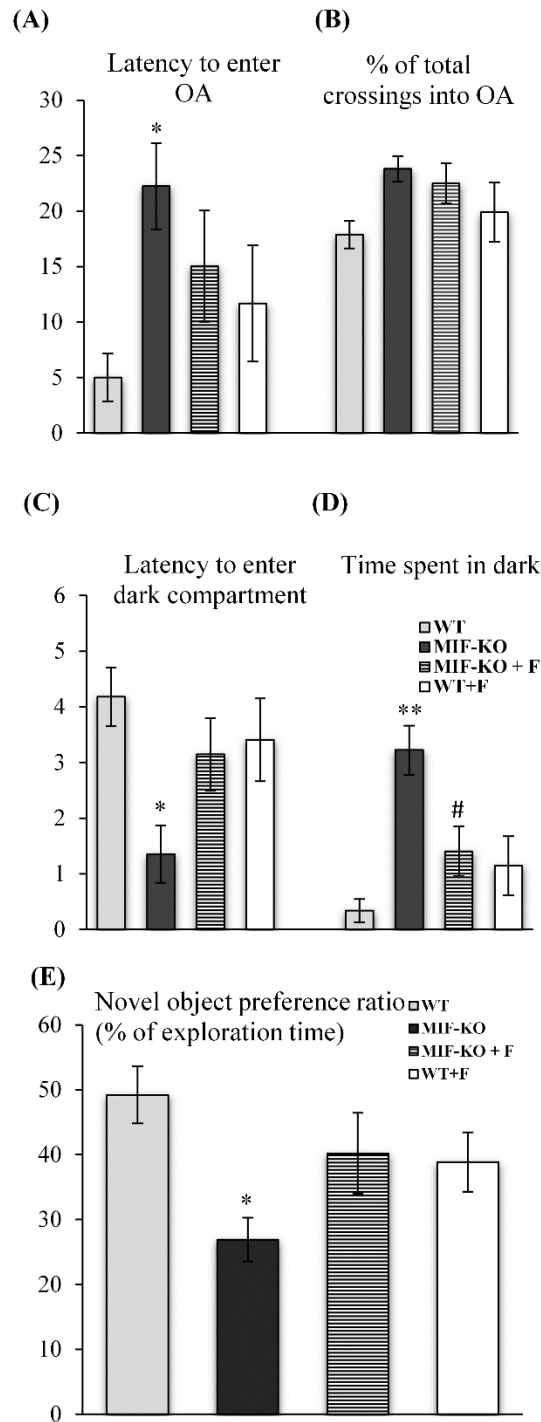 (A)
(B)
Latency to enter
OA
% of total
crossings into OA
30
25
20
15
10
5
0
*
(C)
(D)
Latency to enter
dark compartment
Time spent in dark
6
5
4
3
2
1
0
WT
MIF-KO
MIF-KO + F
WT+F
*
**
#
(E)
Novel object preference ratio
(% of exploration time)
60
50
40
30
20
10
0
WT
MIF-KO
MIF-KO + F
WT+F
*